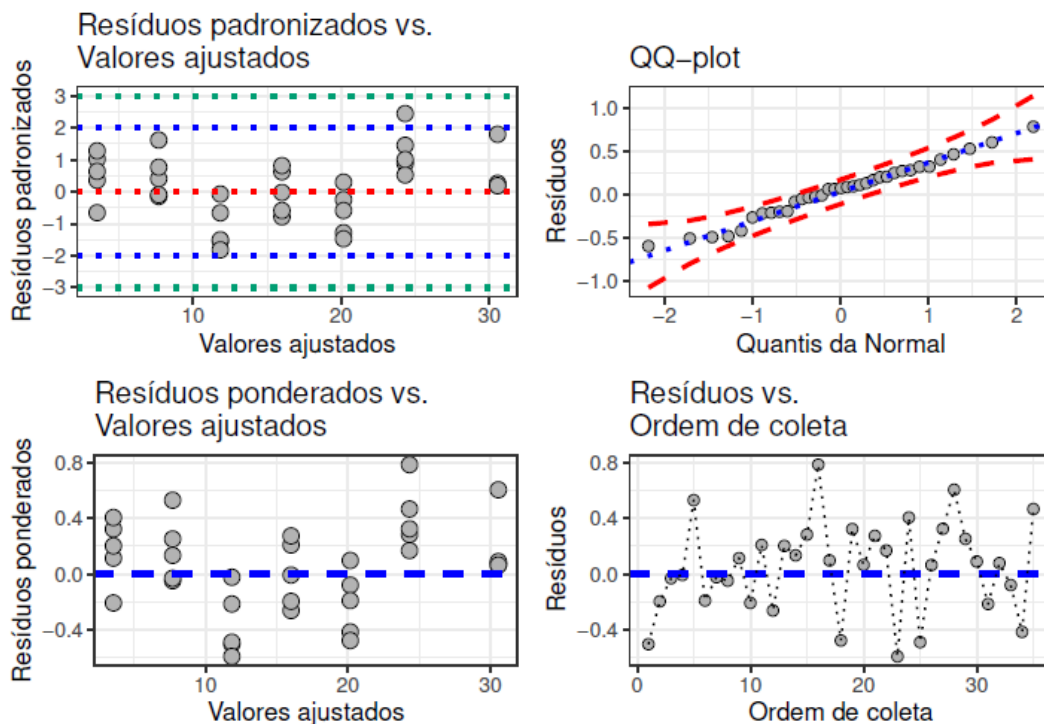 Resíduos padronizados vs.
Valores ajustados
Resíduos padronizados
3
2
1
0
−1
−2
−3
10
20
30
Valores ajustados
QQ−plot
Resíduos
1.0
0.5
0.0
−0.5
−1.0
−2
−1
0
1
2
Quantis da Normal
Resíduos ponderados vs.
Valores ajustados
Resíduos ponderados
0.8
0.4
0.0
−0.4
10
20
30
Valores ajustados
Resíduos vs.
Ordem de coleta
Resíduos
0.8
0.4
0.0
−0.4
0
10
20
30
Ordem de coleta